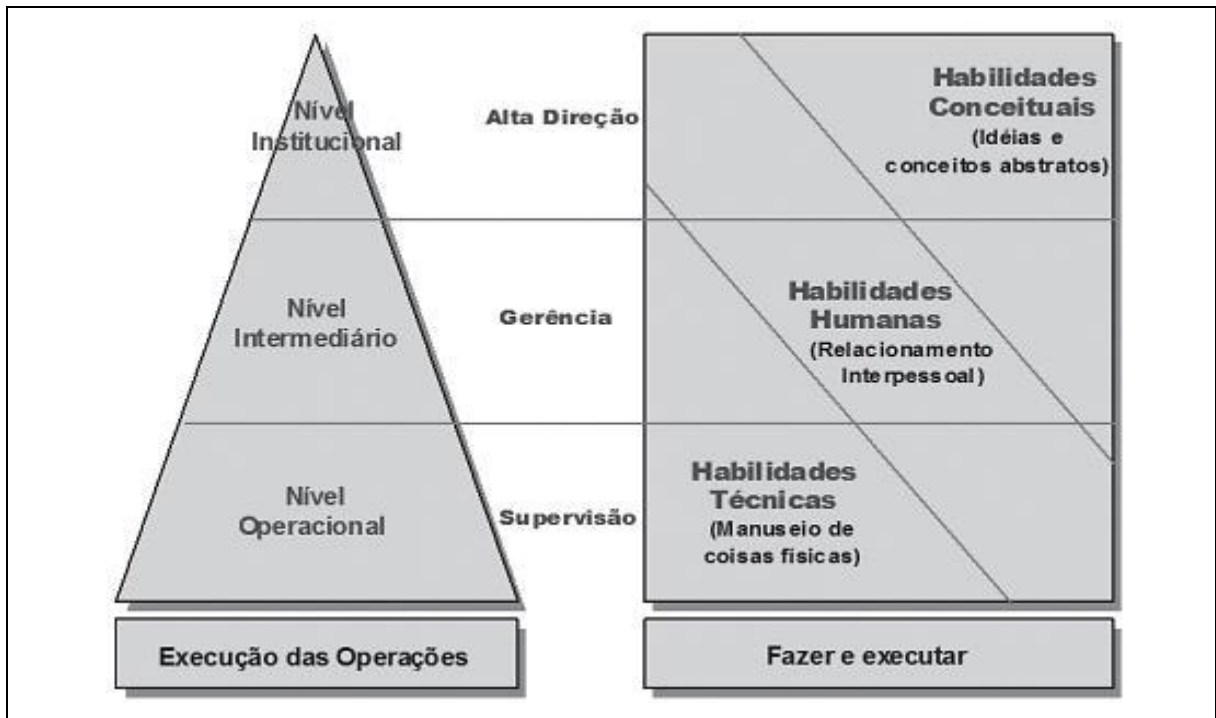 Nível
Institucional
Alta Direção
Habilidades
Conceituais
(Idéias e
conceitos abstratos)
Nível
Intermediário
Gerência
Habilidades
Humanas
(Relacionamento
Interpessoal)
Nível
Operacional
Supervisão
Habilidades
Técnicas
(Manuseio de
coisas físicas)
Execução das Operações
Fazer e executar